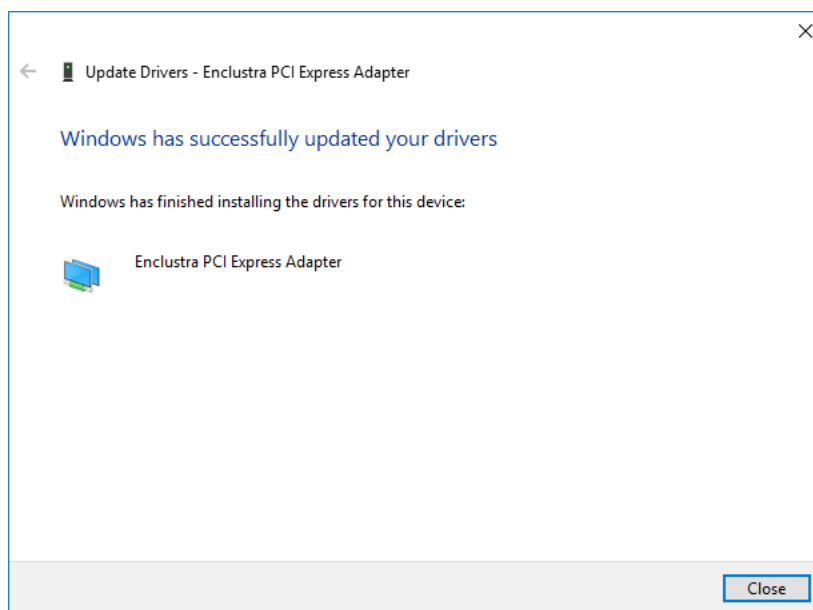 Update Drivers - Enclustra PCI Express Adapter
Windows has successfully updated your drivers
Windows has finished installing the drivers for this device:
Enclustra PCI Express Adapter
Close